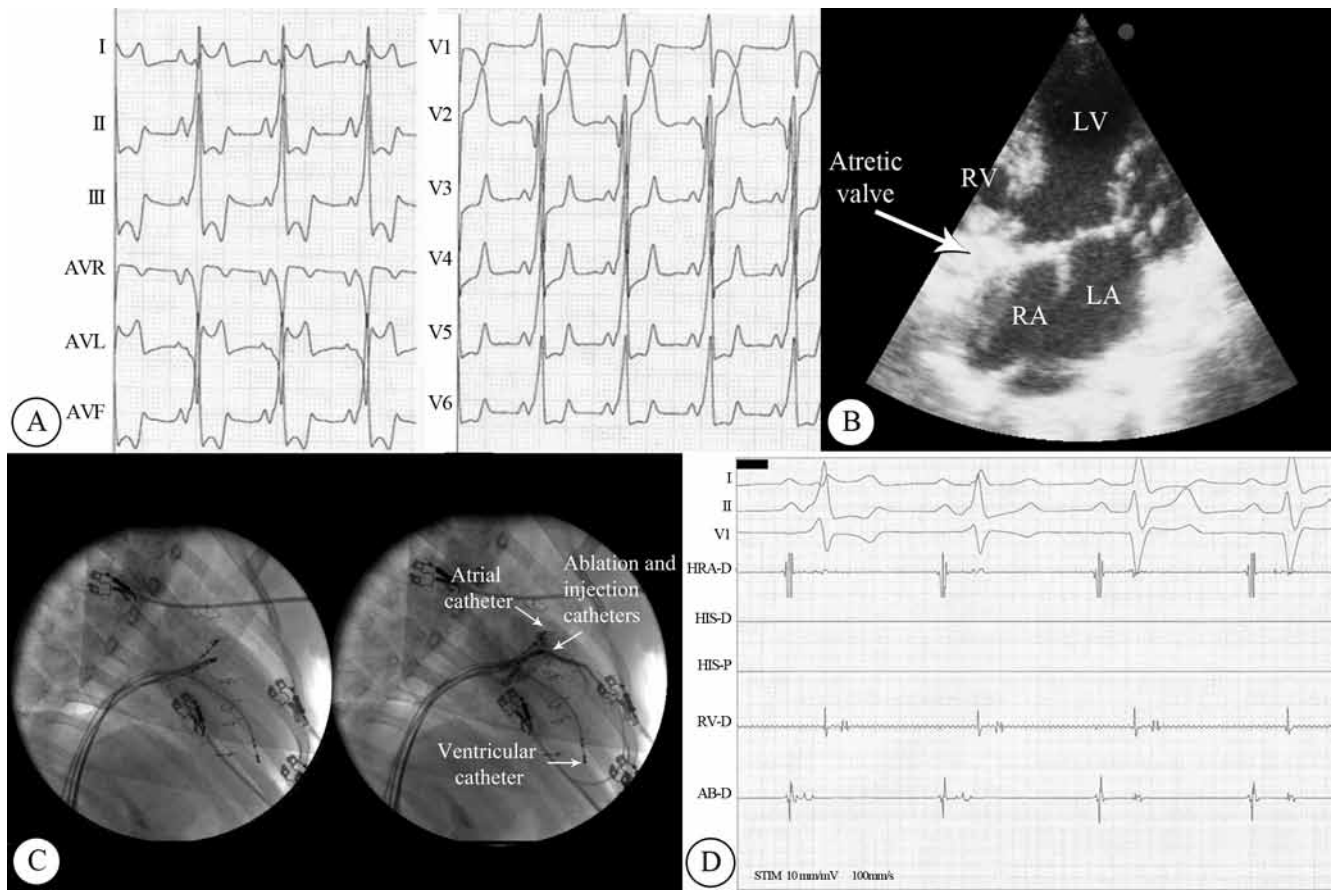 I
II
III
AVR
AVL
AVF
A
V1
V2
V3
V4
V5
V6
Atretic
valve
RV
LV
RA
LA
B
Atrial
catheter
Ablation and
injection
catheters
Ventricular
catheter
C
I
II
V1
HRA-D
HIS-D
HIS-P
RV-D
AB-D
STIM 10 mm/mV 100mm/s
D